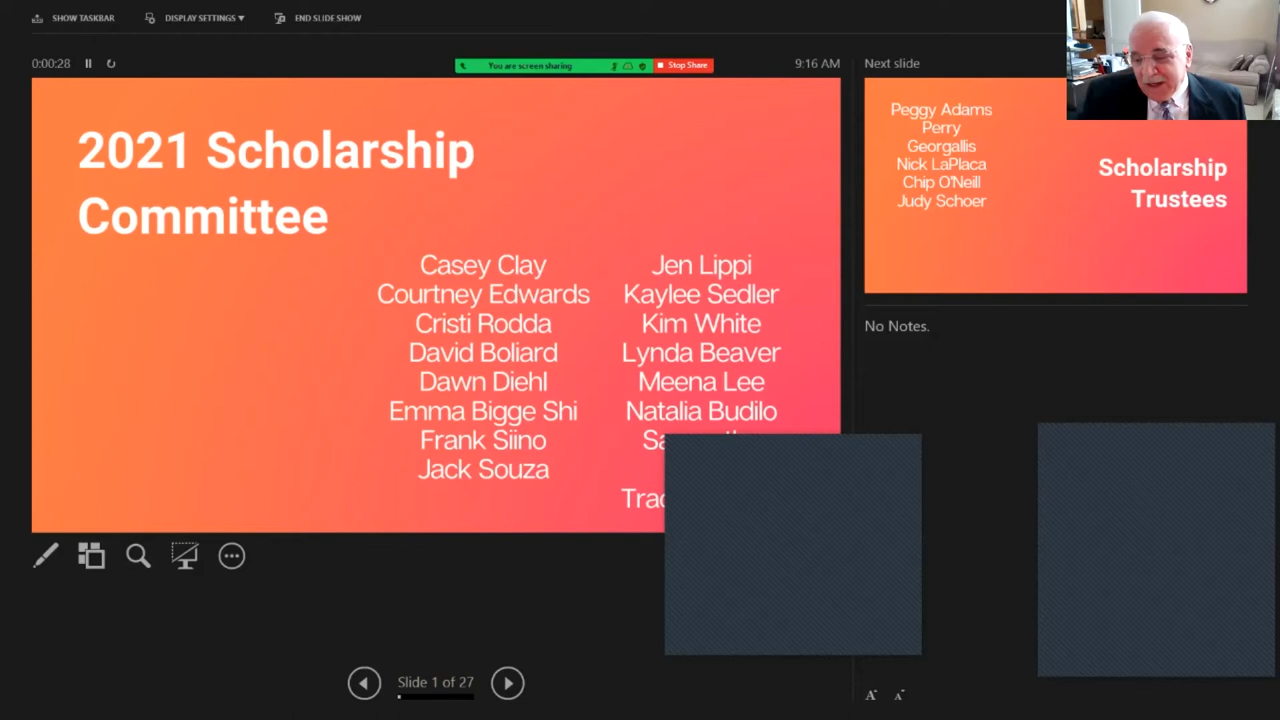 SHOW TASKBAR
DISPLAY SETTINGS ▼
END SLIDE SHOW
0:00:28
You are screen sharing
Stop Share
9:16 AM
2021 Scholarship
Committee
Casey Clay
Courtney Edwards
Cristi Rodda
David Boliard
Dawn Diehl
Emma Bigge Shi
Frank Siino
Jack Souza
Jen Lippi
Kaylee Sedler
Kim White
Lynda Beaver
Meena Lee
Natalia Budilo
Next slide
Peggy Adams
Perry
Georgallis
Nick LaPlaca
Chip O'Neill
Judy Schoer
Scholarship
Trustees
No Notes.
Slide 1 of 27
A
A